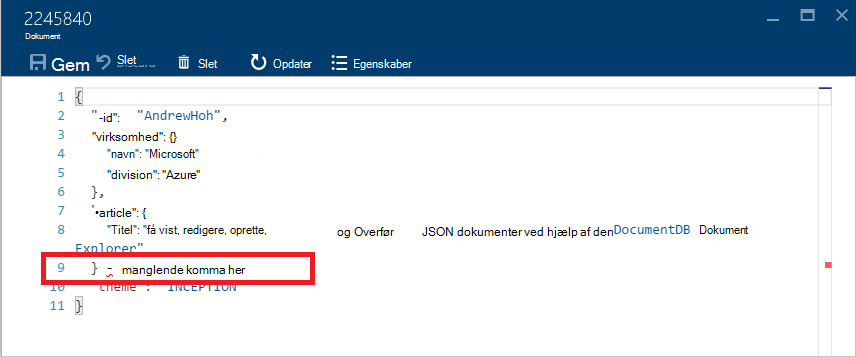 2245840
Dokument
Gem Slet Slet Opdater Egenskaber
1 {
2 "-id": "AndrewHoh",
3 "virksomhed": {}
4 "navn": "Microsoft"
5 "division": "Azure"
6 },
7 '•article": {
8 "Titel": "få vist, redigere, oprette, og Overfør JSON dokumenter ved hjælp af den DocumentDB Dokument
Explorer"
9 } - manglende komma her
10 "theme": "INCEPTION"
11 }